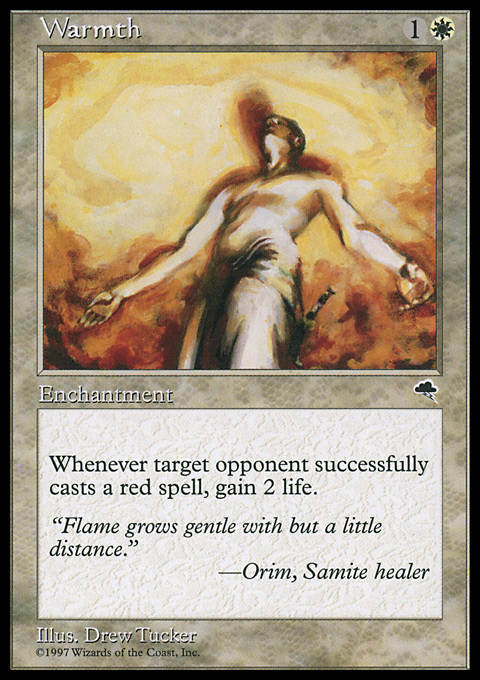 Warmth 1
Enchantment
Whenever target opponent successfully
casts a red spell, gain 2 life.
“Flame grows gentle with but a little
distance.”
—Orim, Samite healer
Illus. Drew Tucker
©1997 Wizards of the Coast, Inc.